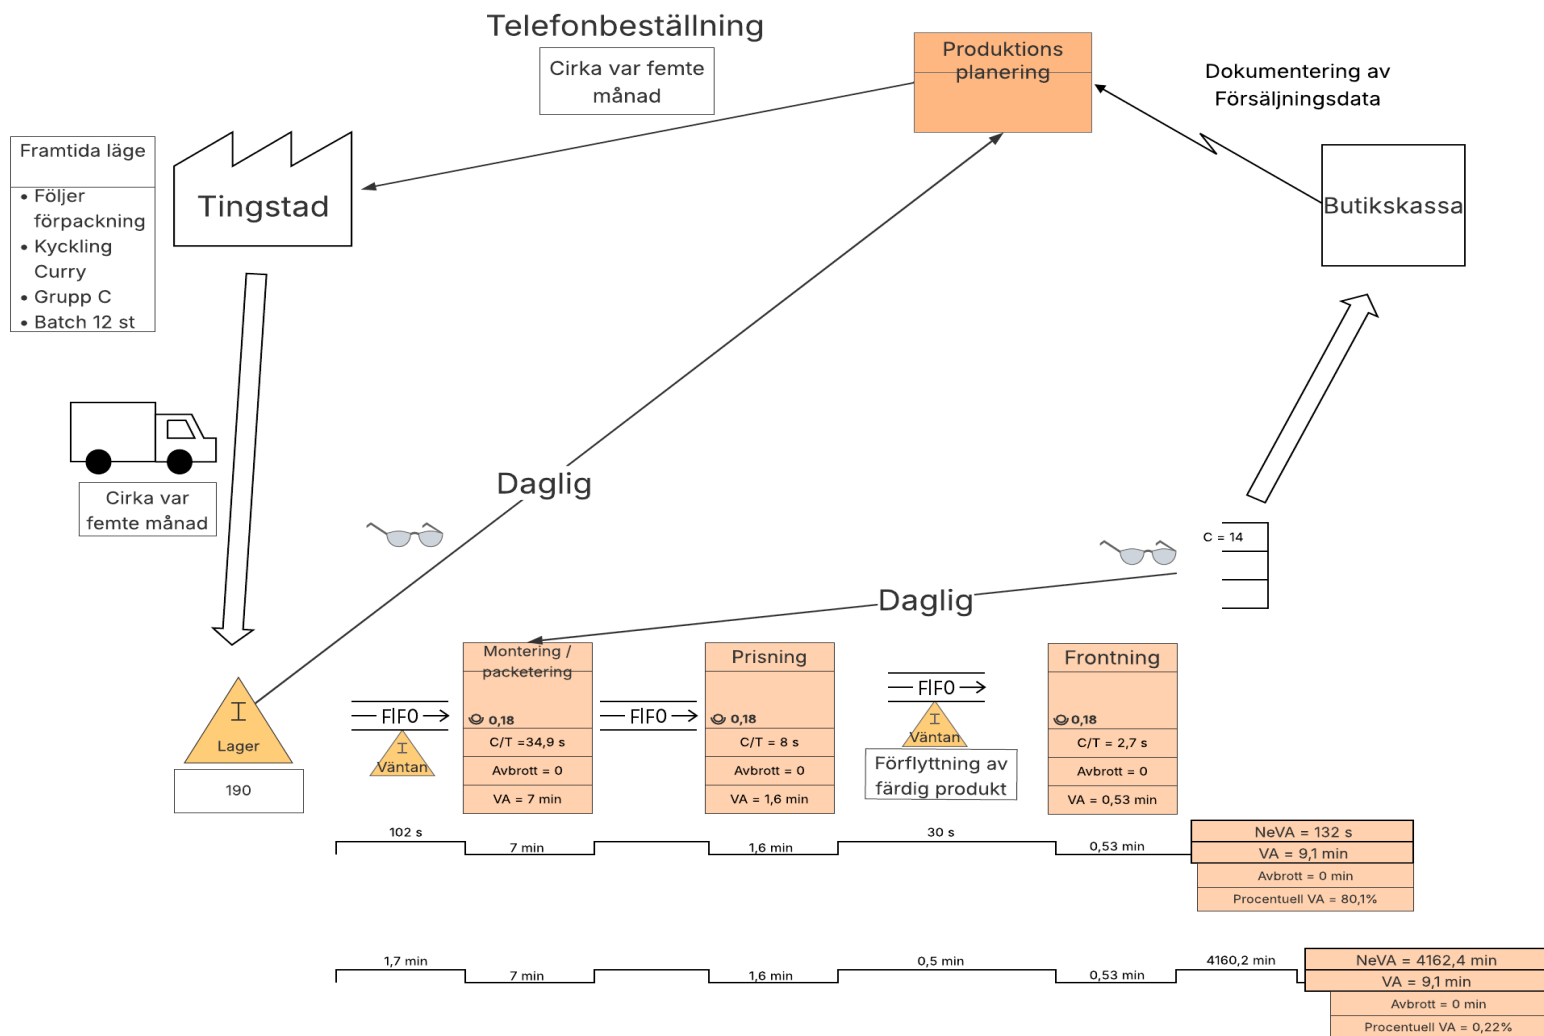 Telefonbeställning
Cirka var femte
månad
Produktions
planering
Dokumentering av
Försäljningsdata
Framtida läge
• Följer
förpackning
• Kyckling
Curry
• Grupp C
• Batch 12 st
Tingstad
Butikskassa
Cirka var
femte månad
Daglig
C = 14
Daglig
Lager
190
FIFO
Väntan
Montering /
packetering
0,18
C/T =34,9 s
Avbrott = 0
VA = 7 min
FIFO
Prisning
0,18
C/T = 8 s
Avbrott = 0
VA = 1,6 min
FIFO
Väntan
Förflyttning av
färdig produkt
Frontning
0,18
C/T = 2,7 s
Avbrott = 0
VA = 0,53 min
102 s
7 min
1,6 min
30 s
0,53 min
NeVA = 132 s
VA = 9,1 min
Avbrott = 0 min
Procentuell VA = 80,1%
1,7 min
7 min
1,6 min
0,5 min
0,53 min
4160,2 min
NeVA = 4162,4 min
VA = 9,1 min
Avbrott = 0 min
Procentuell VA = 0,22%